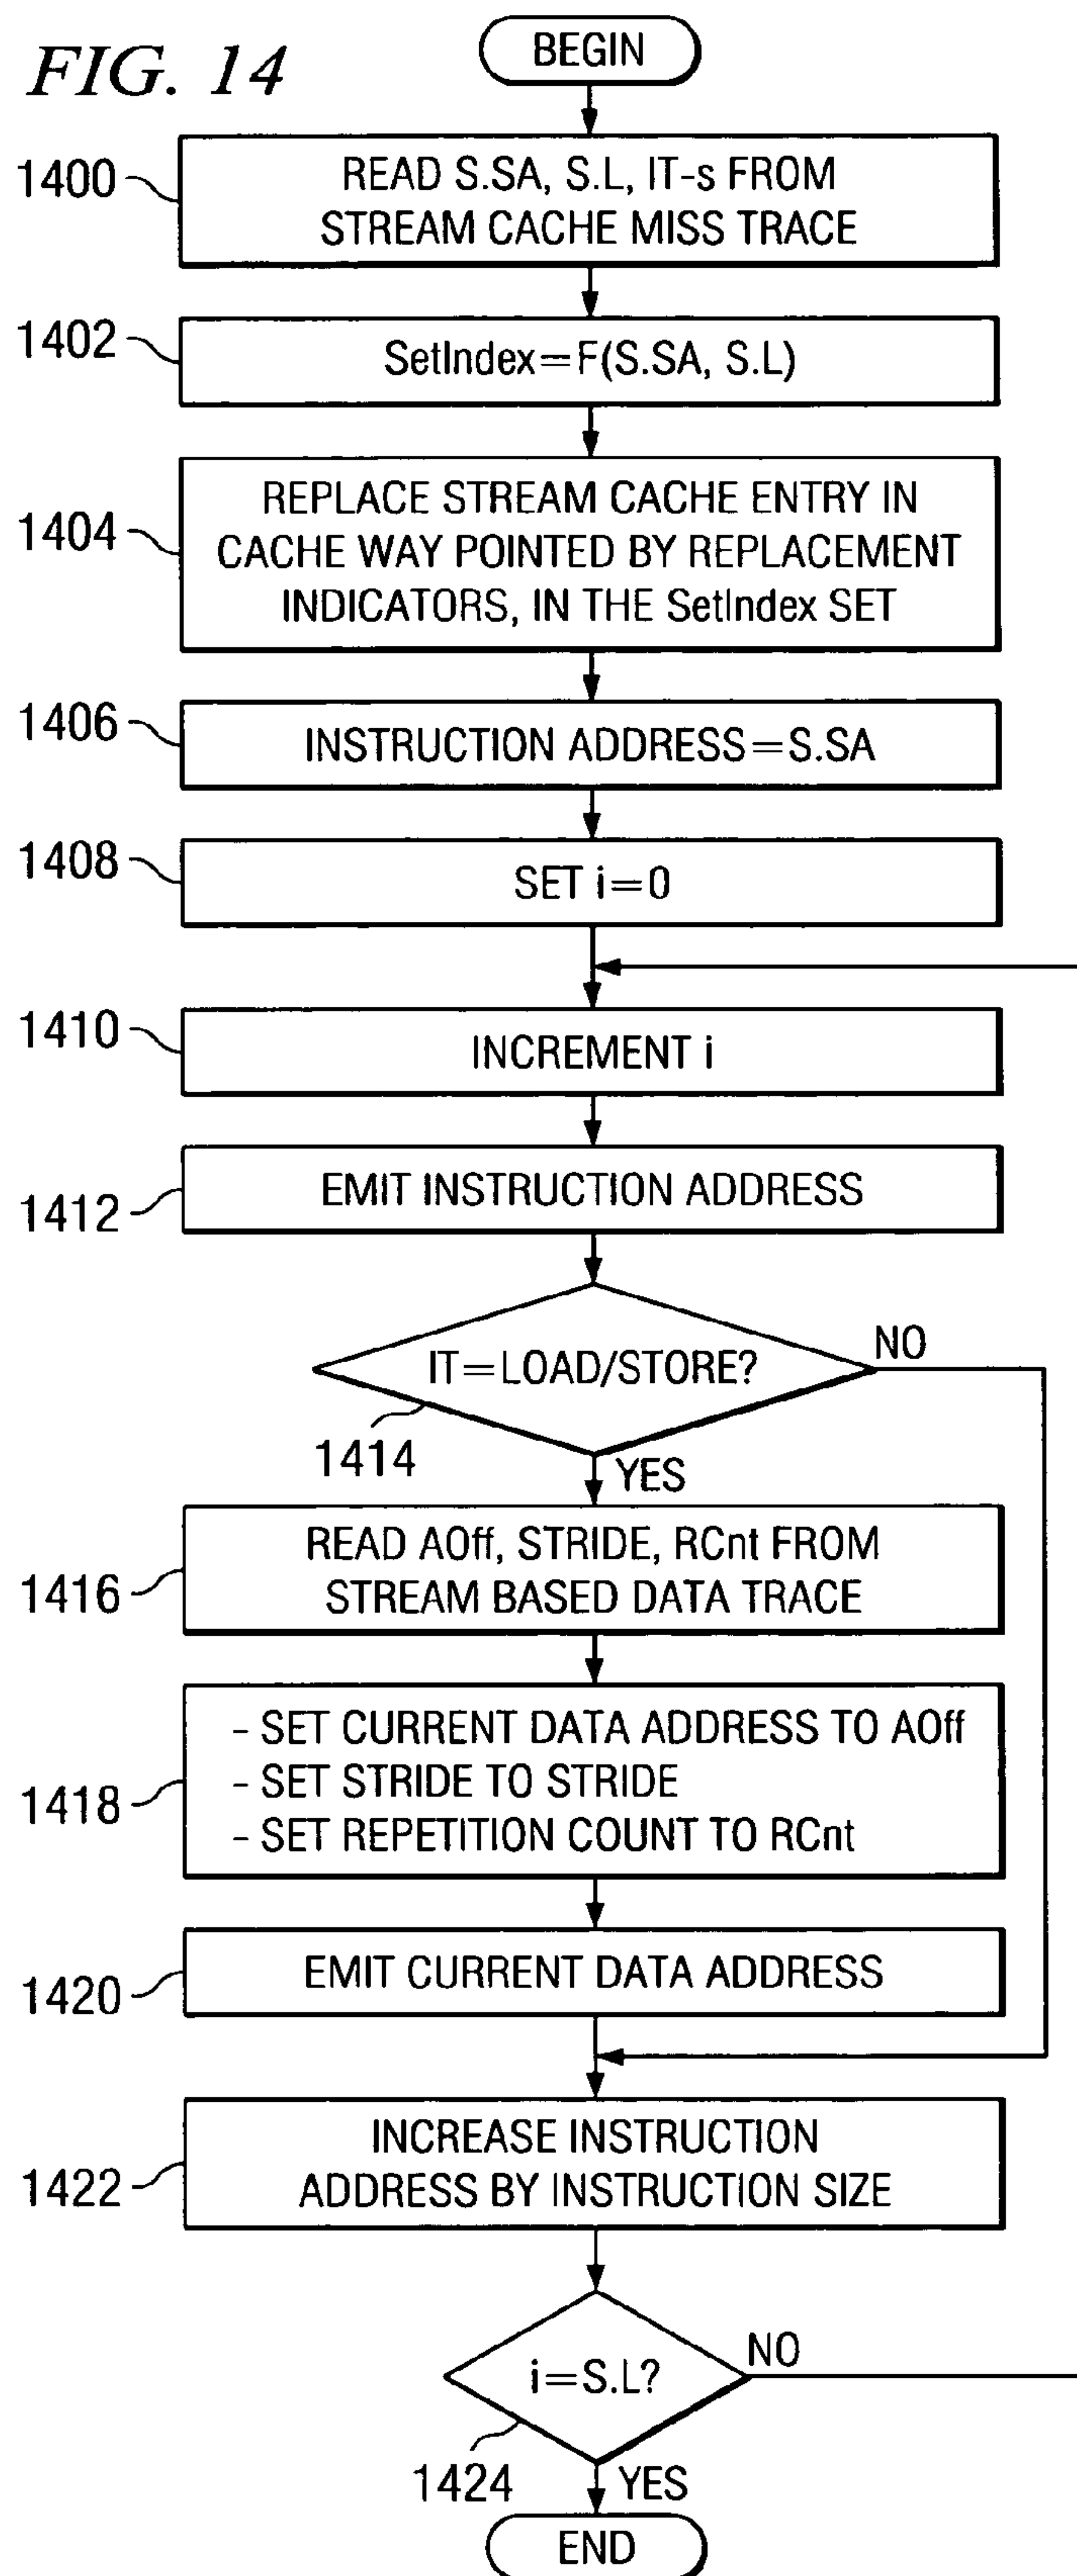 FIG. 14
BEGIN
1400
READ S.SA, S.L, IT-s FROM
STREAM CACHE MISS TRACE
1402
SetIndex=F(S.SA, S.L)
1404
REPLACE STREAM CACHE ENTRY IN
CACHE WAY POINTED BY REPLACEMENT
INDICATORS, IN THE SetIndex SET
1406
INSTRUCTION ADDRESS=S.SA
1408
SET i=0
1410
INCREMENT i
1412
EMIT INSTRUCTION ADDRESS
IT=LOAD/STORE?
NO
1414
YES
1416
READ AOff, STRIDE, RCnt FROM
STREAM BASED DATA TRACE
1418
- SET CURRENT DATA ADDRESS TO AOff
- SET STRIDE TO STRIDE
- SET REPETITION COUNT TO RCnt
1420
EMIT CURRENT DATA ADDRESS
1422
INCREASE INSTRUCTION
ADDRESS BY INSTRUCTION SIZE
i=S.L?
NO
1424
YES
END